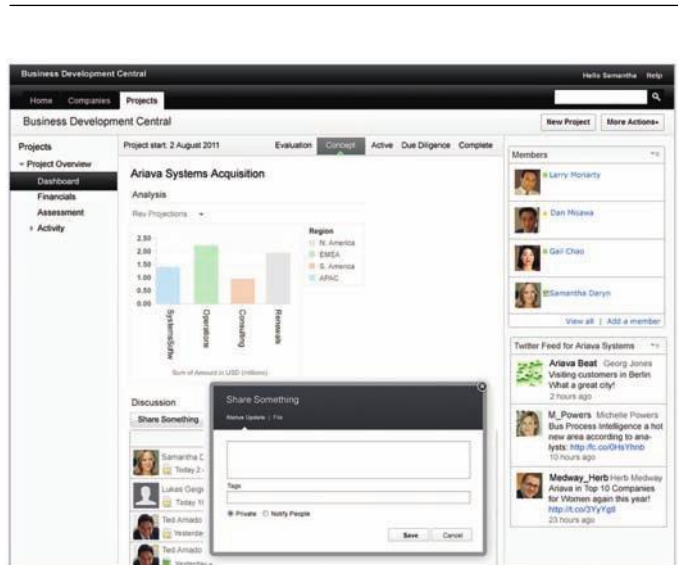 Business Development Central
Hello Samantha Help
Home Companies Projects
Business Development Central
New Project More Actions
Projects
Project Overview
Dashboard
Financials
Assessment
Activity
Project start: 2 August 2011
Evaluation Concept Active Due Diligence Complete
Ariava Systems Acquisition
Analysis
Rev Projections
2.50
2.00
1.50
1.00
0.50
0.00
SystemsSoftw
Operations
Consulting
Renewals
Sum of Amount in USD (millions)
Region
N. America
EMEA
S. America
APAC
Discussion
Share Something
Samantha
Today 2
Lukas Geig
Today
Ted Amado
Yesterday
Ted Amado
Yesterday
Share Something
Status Update | File
Tags
Private Notify People
Save Cancel
Members
Larry Moriarty
Dan Misawa
Gail Chao
Samantha Daryn
View all | Add a member
Twitter Feed for Ariava Systems
Ariava Beat Georg Jones
Visiting customers in Berlin
What a great city!
2 hours ago
M_Powers Michelle Powers
Bus Process Intelligence a hot
new area according to ana-
lysts: http://fc.co/0HsYhnb
10 hours ago
Medway_Herb Herb Medway
Ariava in Top 10 Companies
for Women again this year!
http://t.co/3YyYgtl
23 hours ago